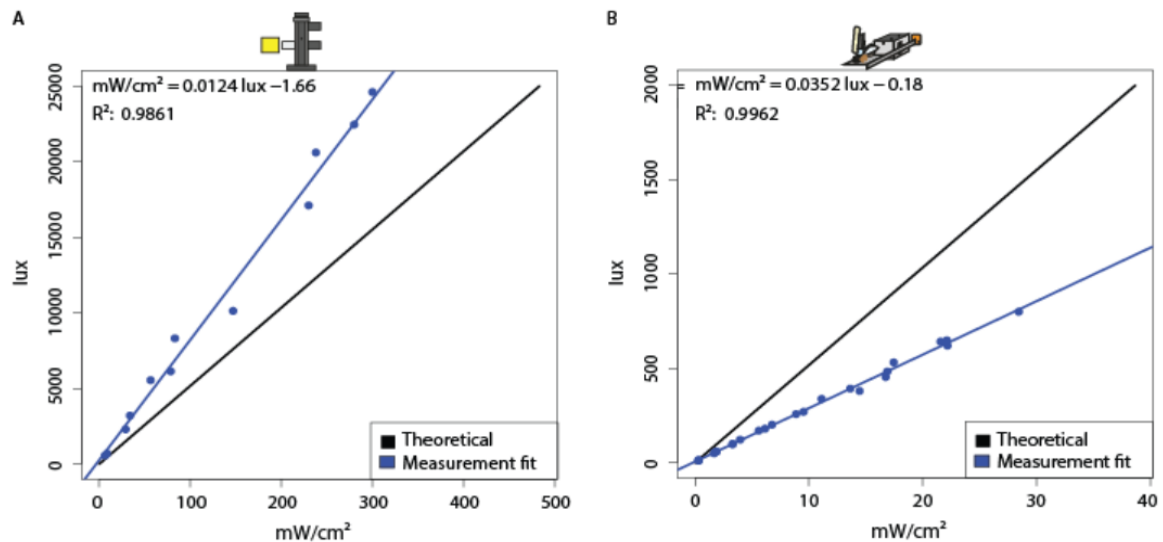 A
mW/cm² = 0.0124 lux −1.66
R²: 0.9861
25000
20000
15000
10000
5000
0
lux
0 100 200 300 400 500
mW/cm²
Theoretical
Measurement fit
B
mW/cm² = 0.0352 lux − 0.18
R²: 0.9962
2000
1500
1000
500
0
lux
0 10 20 30 40
mW/cm²
Theoretical
Measurement fit